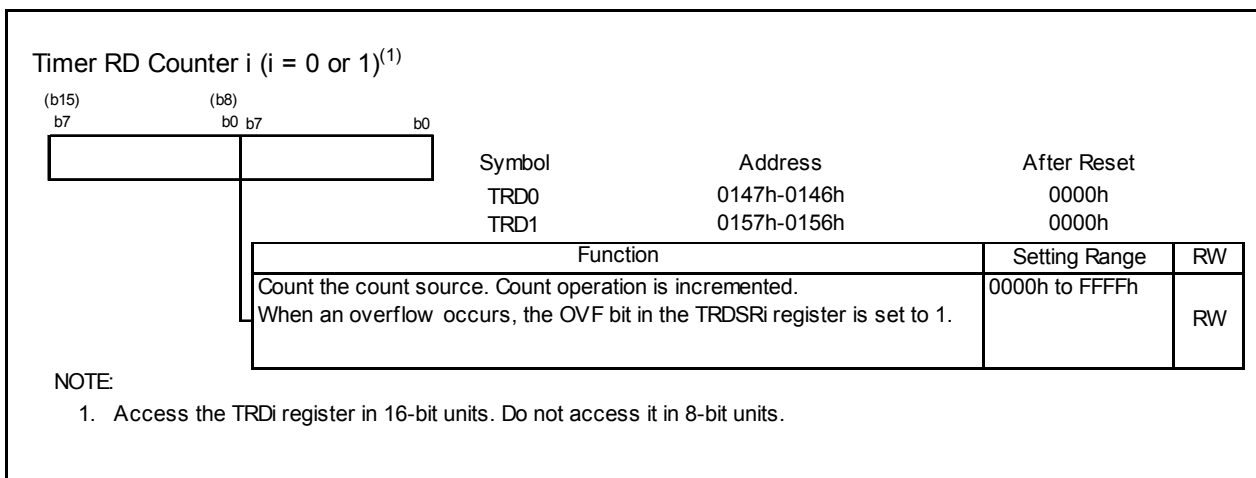 Timer RD Counter i (i = 0 or 1)(1)
(b15) (b8)
b7 b0 b7 b0
Symbol Address After Reset
TRD0 0147h-0146h 0000h
TRD1 0157h-0156h 0000h
Function Setting Range RW
Count the count source. Count operation is incremented. 0000h to FFFFh
When an overflow occurs, the OVF bit in the TRDSRi register is set to 1. RW
NOTE:
1. Access the TRDi register in 16-bit units. Do not access it in 8-bit units.